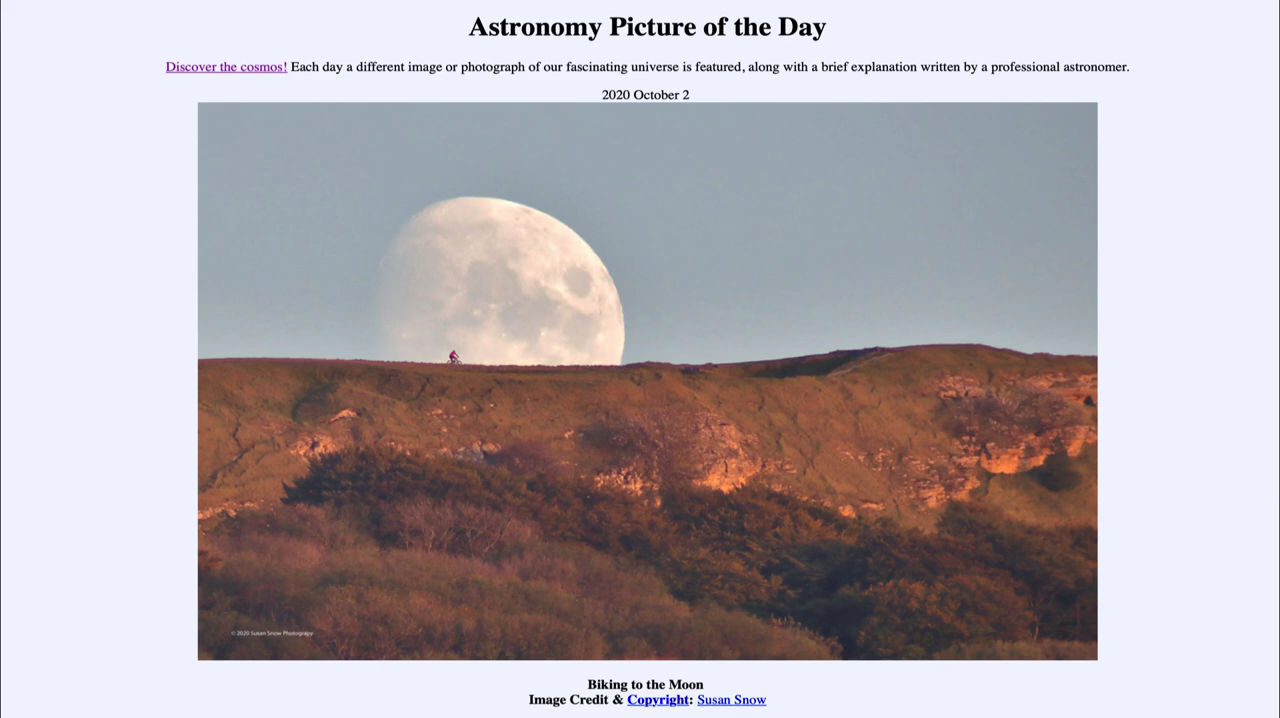 Astronomy Picture of the Day
Discover the cosmos! Each day a different image or photograph of our fascinating universe is featured, along with a brief explanation written by a professional astronomer.
2020 October 2
© 2020 Susan Snow Photograpy
Biking to the Moon
Image Credit & Copyright: Susan Snow